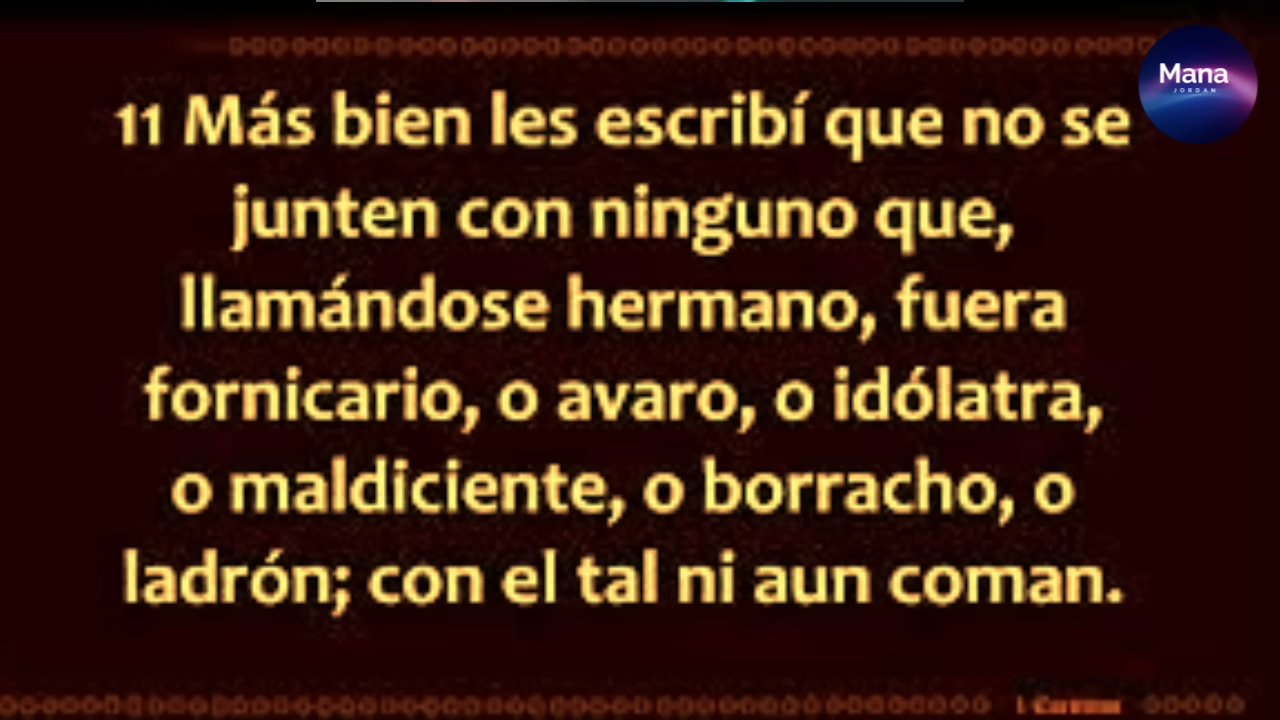 Mana
JORDAN
11 Más bien les escribí que no se
junten con ninguno que,
llamándose hermano, fuera
fornicario, o avaro, o idólatra,
o maldiciente, o borracho, o
ladrón; con el tal ni aun coman.